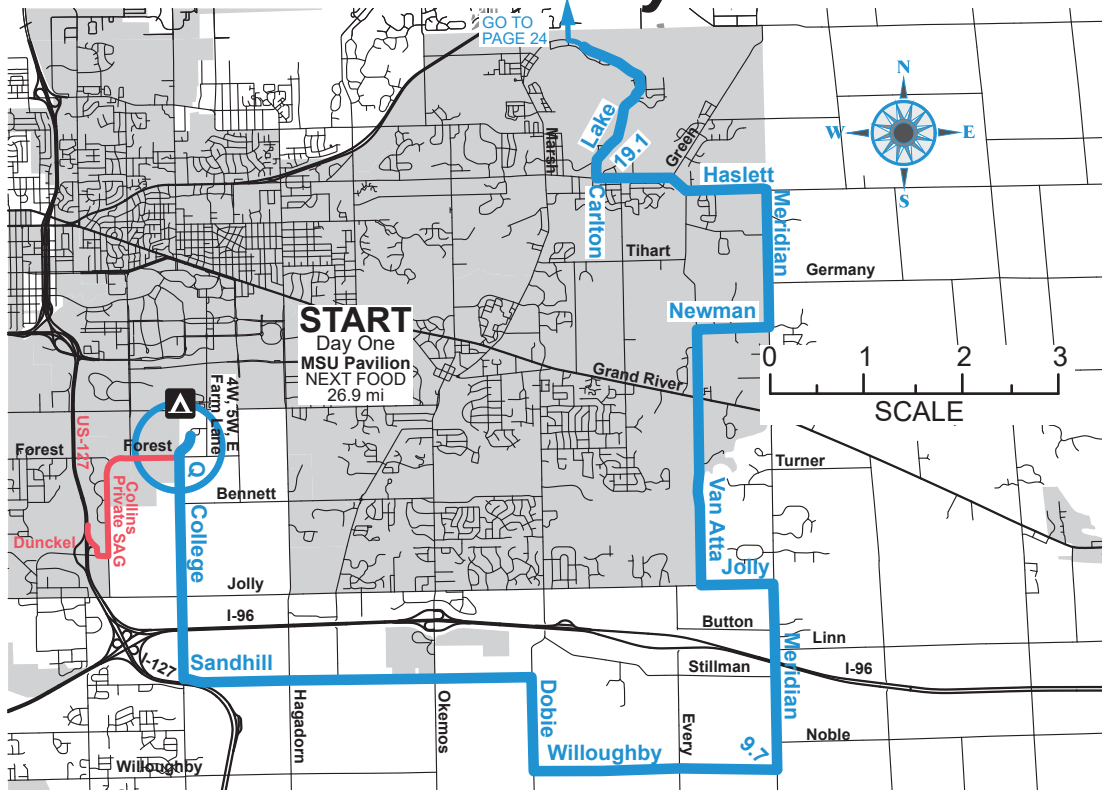 GO TO
PAGE 24
N
W
E
S
Lake
19.1
Marsh
Green
Haslett
Carlton
Meridian
Tihart
Germany
START
Day One
MSU Pavilion
NEXT FOOD
26.9 mi
Newman
0 1 2 3
SCALE
Grand River
4W, 5W, E
Farm Lane
US-127
Forest
Forest
Q
Collins
Private SAG
Dunckel
Bennett
College
Turner
Van Atta
Jolly
Jolly
I-96
Button
Linn
Sandhill
I-127
Stillman
I-96
Meridian
Hagadorn
Okemos
Dobie
Every
Willoughby
9.7
Noble
Willoughby